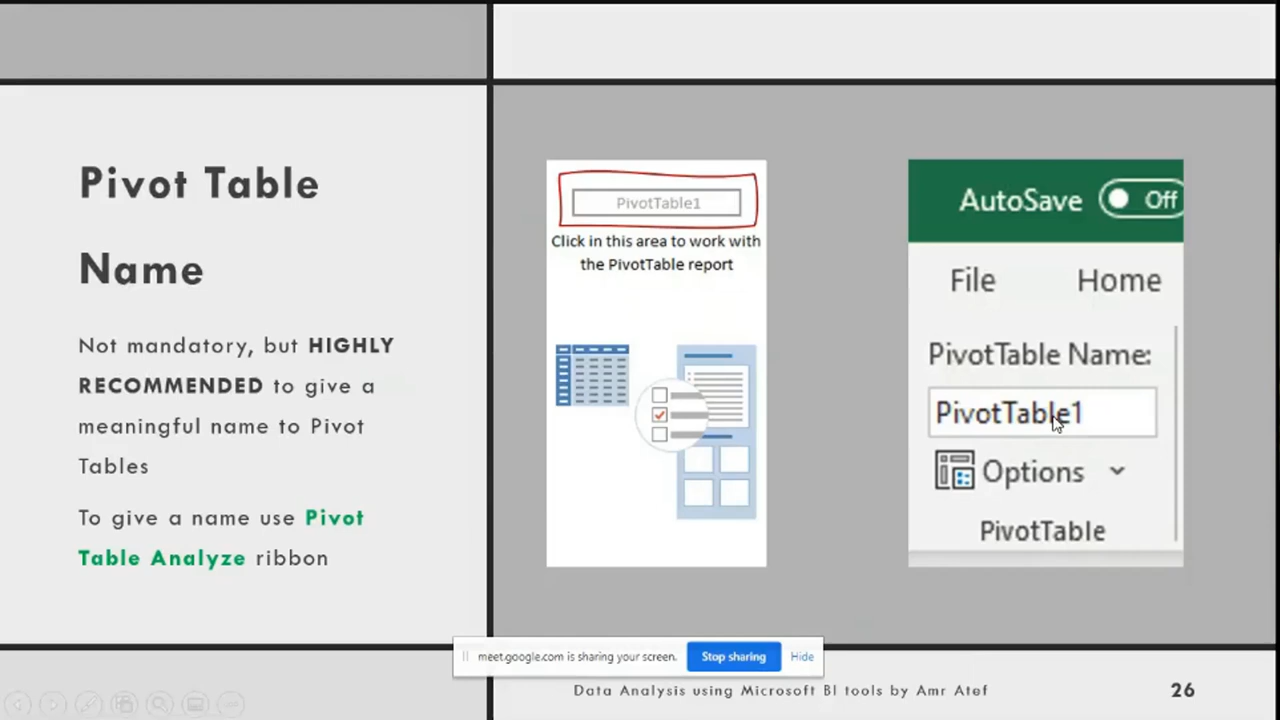 Pivot Table
Name
Not mandatory, but HIGHLY
RECOMMENDED to give a
meaningful name to Pivot
Tables
To give a name use Pivot
Table Analyze ribbon
PivotTable1
Click in this area to work with
the PivotTable report
AutoSave Off
File Home
PivotTable Name:
PivotTable1
Options
PivotTable
meet.google.com is sharing your screen. Stop sharing Hide
Data Analysis using Microsoft BI tools by Amr Atef
26